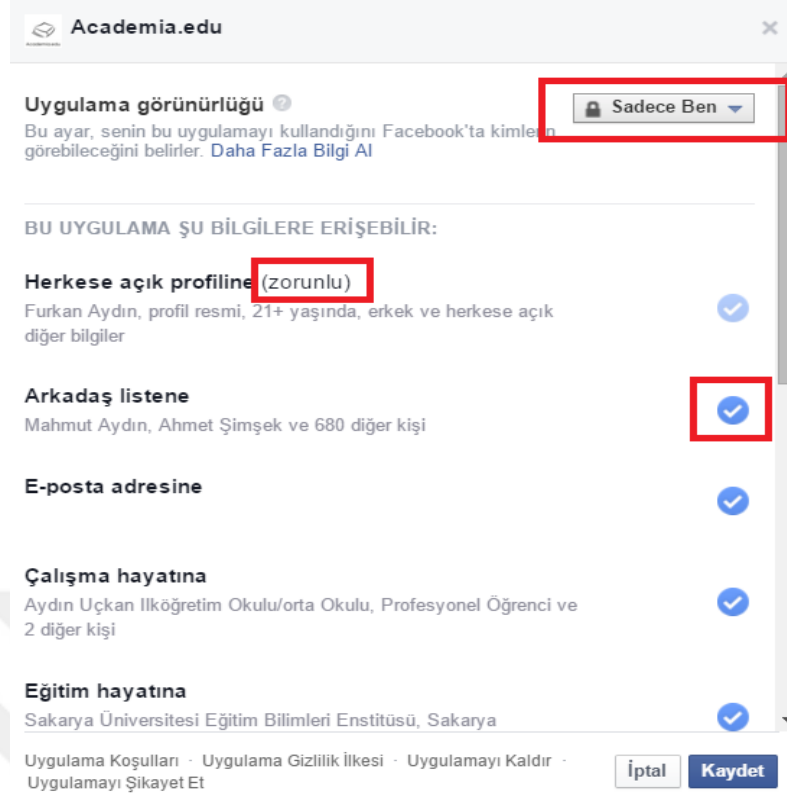 Academia.edu
Uygulama görünürlüğü
Sadece Ben
Bu ayar, senin bu uygulamayı kullandığını Facebook'ta kimlerin
görebileceğini belirler. Daha Fazla Bilgi Al
BU UYGULAMA ŞU BİLGİLERE ERİŞEBİLİR:
Herkese açık profiline (zorunlu)
Furkan Aydın, profil resmi, 21+ yaşında, erkek ve herkese açık
diğer bilgiler
Arkadaş listene
Mahmut Aydın, Ahmet Şimşek ve 680 diğer kişi
E-posta adresine
Çalışma hayatına
Aydın Uçkan Ilköğretim Okulu/orta Okulu, Profesyonel Öğrenci ve
2 diğer kişi
Eğitim hayatına
Sakarya Üniversitesi Eğitim Bilimleri Enstitüsü, Sakarya
Uygulama Koşulları · Uygulama Gizlilik İlkesi · Uygulamayı Kaldır ·
Uygulamayı Şikayet Et
İptal
Kaydet